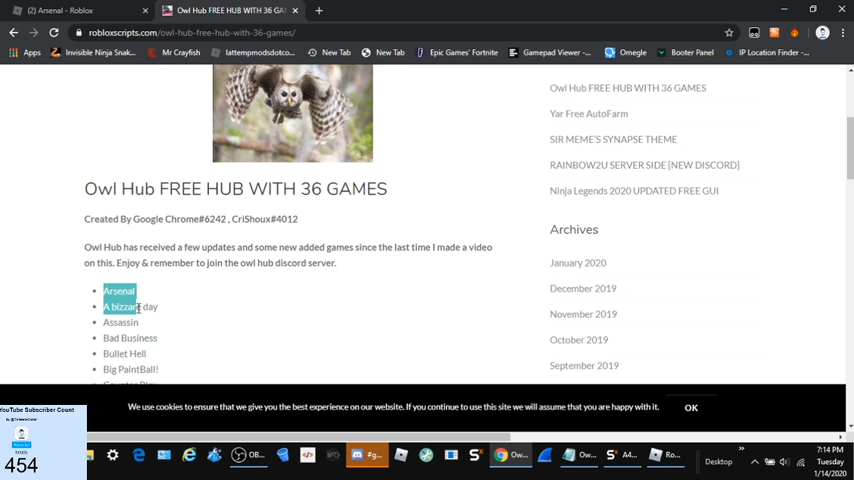 (2) Arsenal - Roblox
Owl Hub FREE HUB WITH 36 GA
robloxscripts.com/owl-hub-free-hub-with-36-games/
Apps
Invisible Ninja Snak...
Mr Crayfish
iattempmodsdotco...
New Tab
New Tab
Epic Games' Fortnite
Gamepad Viewer -
Omegle
Booter Panel
IP Location Finder -...
Owl Hub FREE HUB WITH 36 GAMES
Yar Free AutoFarm
SIR MEME'S SYNAPSE THEME
RAINBOW2U SERVER SIDE [NEW DISCORD]
Ninja Legends 2020 UPDATED FREE GUI
Owl Hub FREE HUB WITH 36 GAMES
Created By Google Chrome#6242 , CriShoux#4012
Owl Hub has received a few updates and some new added games since the last time I made a video
on this. Enjoy & remember to join the owl hub discord server.
Archives
January 2020
December 2019
November 2019
October 2019
September 2019
Arsenal
A bizzare day
Assassin
Bad Business
Bullet Hell
Big PaintBall!
We use cookies to ensure that we give you the best experience on our website. If you continue to use this site we will assume that you are happy with it.
OK
YouTube Subscriber Count
454
OB...
#g...
Ow...
Ow...
A4...
Ro...
Desktop
7:14 PM
Tuesday
1/14/2020